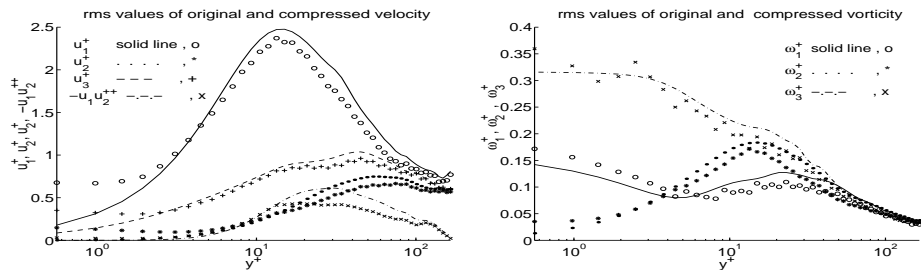 rms values of original and compressed velocity
2.5
2
1.5
1
0.5
0
u₁⁺ solid line , o
u₂⁺ . . . . . , *
u₃⁺ – – – – , +
−u₁u₂⁺⁺ –.–.– , x
u₁⁺, u₂⁺, u₂⁺, −u₁u₂⁺⁺
10⁰
10¹
10²
y⁺
rms values of original and compressed vorticity
0.4
0.35
0.3
0.25
0.2
0.15
0.1
0.05
0
ω₁⁺ solid line , o
ω₂⁺ . . . . . , *
ω₃⁺ –.–.– , x
ω₁⁺, ω₂⁺, ω₃⁺
10⁰
10¹
10²
y⁺